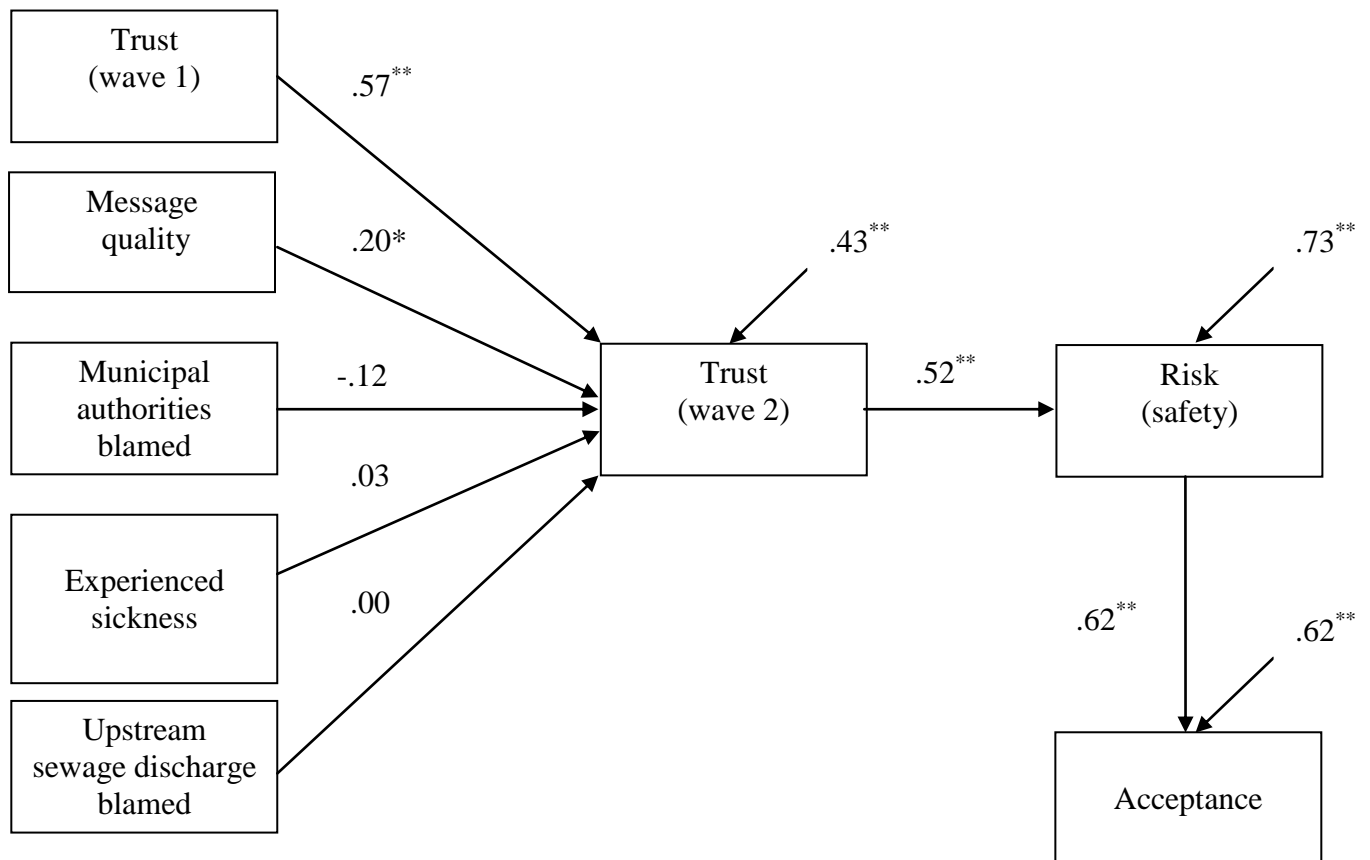 Trust
(wave 1)
.57**
Message
quality
.20*
.43**
.73**
Municipal
authorities
blamed
-.12
Trust
(wave 2)
.52**
Risk
(safety)
.03
Experienced
sickness
.00
.62**
.62**
Upstream
sewage discharge
blamed
Acceptance